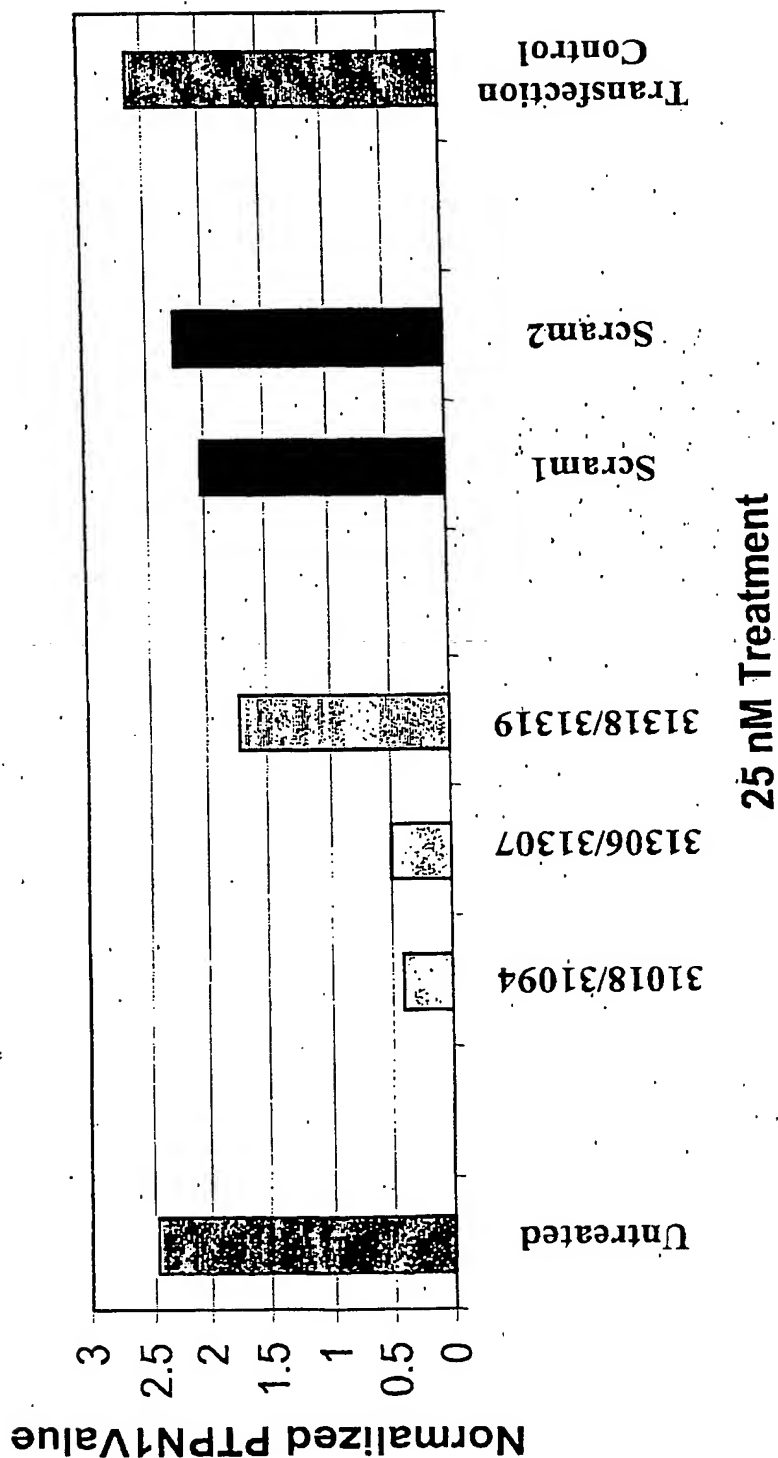 Normalized PTPN1Value
3
2.5
2
1.5
1
0.5
0
Untreated
31018/31094
31306/31307
31318/31319
Scram1
Scram2
Transfection
Control
25 nM Treatment